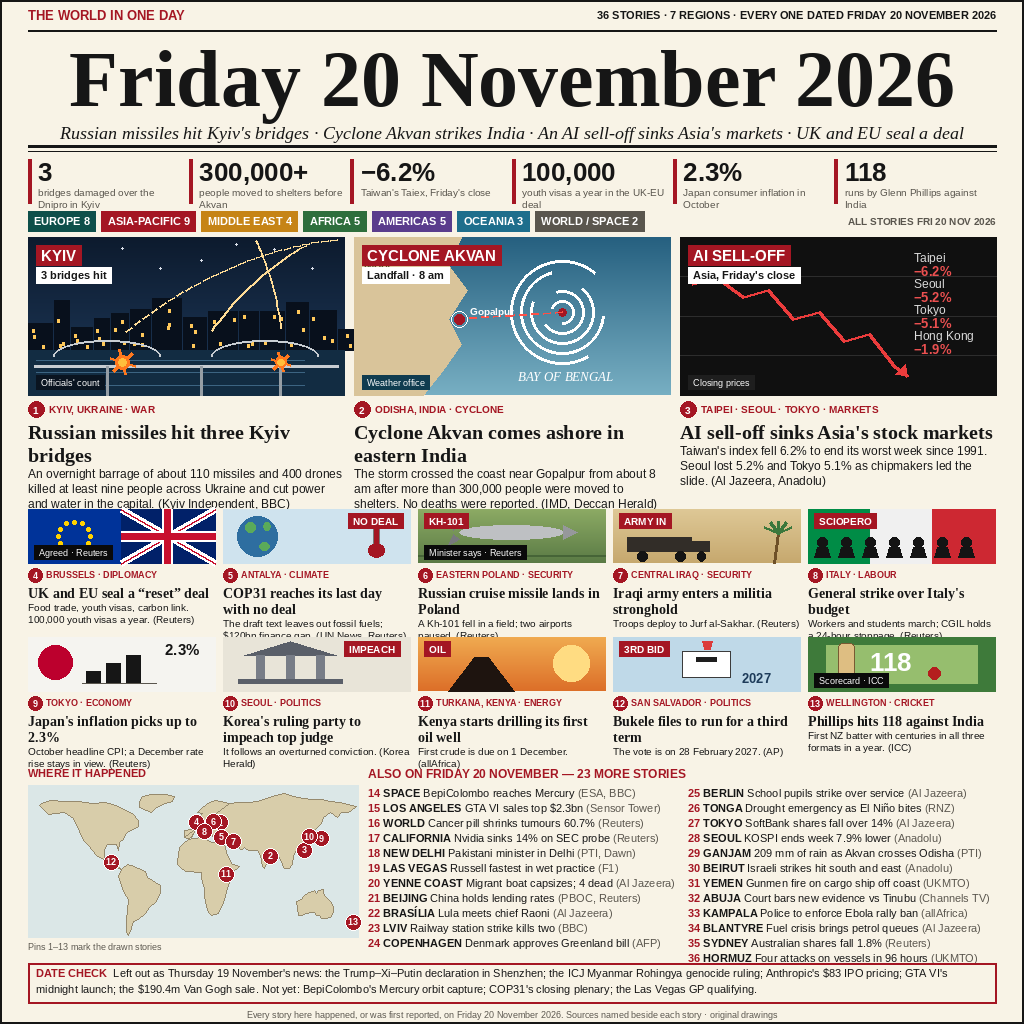 THE WORLD IN ONE DAY
36 STORIES · 7 REGIONS · EVERY ONE DATED FRIDAY 20 NOVEMBER 2026
Friday 20 November 2026
Russian missiles hit Kyiv's bridges · Cyclone Akvan strikes India · An AI sell-off sinks Asia's markets · UK and EU seal a deal
3
bridges damaged over the
Dnipro in Kyiv
300,000+
people moved to shelters before
Akvan
−6.2%
Taiwan's Taiex, Friday's close
100,000
youth visas a year in the UK-EU
deal
2.3%
Japan consumer inflation in
October
118
runs by Glenn Phillips against
India
EUROPE 8
ASIA-PACIFIC 9
MIDDLE EAST 4
AFRICA 5
AMERICAS 5
OCEANIA 3
WORLD / SPACE 2
ALL STORIES FRI 20 NOV 2026
KYIV
3 bridges hit
Officials' count
CYCLONE AKVAN
Landfall · 8 am
Gopalpur
BAY OF BENGAL
Weather office
AI SELL-OFF
Asia, Friday's close
Taipei
−6.2%
Seoul
−5.2%
Tokyo
−5.1%
Hong Kong
−1.9%
Closing prices
1 KYIV, UKRAINE · WAR
Russian missiles hit three Kyiv
bridges
An overnight barrage of about 110 missiles and 400 drones
killed at least nine people across Ukraine and cut power
and water in the capital. (Kyiv Independent, BBC)
2 ODISHA, INDIA · CYCLONE
Cyclone Akvan comes ashore in
eastern India
The storm crossed the coast near Gopalpur from about 8
am after more than 300,000 people were moved to
shelters. No deaths were reported. (IMD, Deccan Herald)
3 TAIPEI · SEOUL · TOKYO · MARKETS
AI sell-off sinks Asia's stock markets
Taiwan's index fell 6.2% to end its worst week since 1991.
Seoul lost 5.2% and Tokyo 5.1% as chipmakers led the
slide. (Al Jazeera, Anadolu)
Agreed · Reuters
4 BRUSSELS · DIPLOMACY
UK and EU seal a “reset” deal
Food trade, youth visas, carbon link.
100,000 youth visas a year. (Reuters)
NO DEAL
5 ANTALYA · CLIMATE
COP31 reaches its last day
with no deal
The draft text leaves out fossil fuels;
$120bn finance gap. (UN News, Reuters)
KH-101
Minister says · Reuters
6 EASTERN POLAND · SECURITY
Russian cruise missile lands in
Poland
A Kh-101 fell in a field; two airports
paused. (Reuters)
ARMY IN
7 CENTRAL IRAQ · SECURITY
Iraqi army enters a militia
stronghold
Troops deploy to Jurf al-Sakhar. (Reuters)
SCIOPERO
8 ITALY · LABOUR
General strike over Italy's
budget
Workers and students march; CGIL holds
a 24-hour stoppage. (Reuters)
2.3%
9 TOKYO · ECONOMY
Japan's inflation picks up to
2.3%
October headline CPI; a December rate
rise stays in view. (Reuters)
IMPEACH
10 SEOUL · POLITICS
Korea's ruling party to
impeach top judge
It follows an overturned conviction. (Korea
Herald)
OIL
11 TURKANA, KENYA · ENERGY
Kenya starts drilling its first
oil well
First crude is due on 1 December.
(allAfrica)
3RD BID
2027
12 SAN SALVADOR · POLITICS
Bukele files to run for a third
term
The vote is on 28 February 2027. (AP)
118
Scorecard · ICC
13 WELLINGTON · CRICKET
Phillips hits 118 against India
First NZ batter with centuries in all three
formats in a year. (ICC)
WHERE IT HAPPENED
4
6
8
5
7
10
9
3
2
12
11
13
Pins 1–13 mark the drawn stories
ALSO ON FRIDAY 20 NOVEMBER — 23 MORE STORIES
14 SPACE BepiColombo reaches Mercury (ESA, BBC)
15 LOS ANGELES GTA VI sales top $2.3bn (Sensor Tower)
16 WORLD Cancer pill shrinks tumours 60.7% (Reuters)
17 CALIFORNIA Nvidia sinks 14% on SEC probe (Reuters)
18 NEW DELHI Pakistani minister in Delhi (PTI, Dawn)
19 LAS VEGAS Russell fastest in wet practice (F1)
20 YENNE COAST Migrant boat capsizes; 4 dead (Al Jazeera)
21 BEIJING China holds lending rates (PBOC, Reuters)
22 BRASÍLIA Lula meets chief Raoni (Al Jazeera)
23 LVIV Railway station strike kills two (BBC)
24 COPENHAGEN Denmark approves Greenland bill (AFP)
25 BERLIN School pupils strike over service (Al Jazeera)
26 TONGA Drought emergency as El Niño bites (RNZ)
27 TOKYO SoftBank shares fall over 14% (Al Jazeera)
28 SEOUL KOSPI ends week 7.9% lower (Anadolu)
29 GANJAM 209 mm of rain as Akvan crosses Odisha (PTI)
30 BEIRUT Israeli strikes hit south and east (Anadolu)
31 YEMEN Gunmen fire on cargo ship off coast (UKMTO)
32 ABUJA Court bars new evidence vs Tinubu (Channels TV)
33 KAMPALA Police to enforce Ebola rally ban (allAfrica)
34 BLANTYRE Fuel crisis brings petrol queues (Al Jazeera)
35 SYDNEY Australian shares fall 1.8% (Reuters)
36 HORMUZ Four attacks on vessels in 96 hours (UKMTO)
DATE CHECK Left out as Thursday 19 November's news: the Trump–Xi–Putin declaration in Shenzhen; the ICJ Myanmar Rohingya genocide ruling; Anthropic's $83 IPO pricing; GTA VI's
midnight launch; the $190.4m Van Gogh sale. Not yet: BepiColombo's Mercury orbit capture; COP31's closing plenary; the Las Vegas GP qualifying.
Every story here happened, or was first reported, on Friday 20 November 2026. Sources named beside each story · original drawings